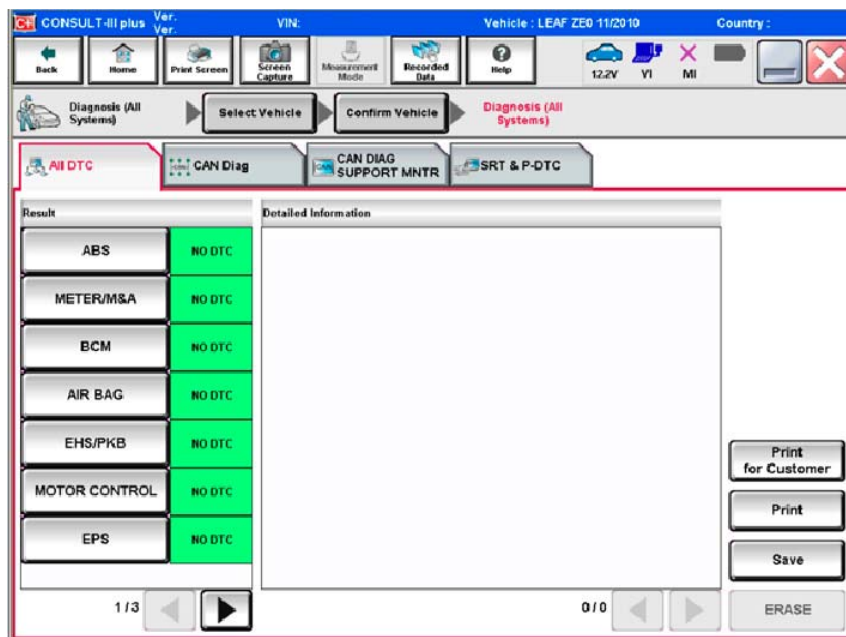 C+ CONSULT-III plus Ver. Ver. VIN: Vehicle : LEAF ZE0 11/2010 Country :
Back Home Print Screen Screen Capture Measurement Mode Recorded Data Help 12.2V VI MI
Diagnosis (All Systems) Select Vehicle Confirm Vehicle Diagnosis (All Systems)
All DTC CAN Diag CAN DIAG SUPPORT MNTR SRT & P-DTC
Result Detailed Information
ABS NO DTC
METER/M&A NO DTC
BCM NO DTC
AIR BAG NO DTC
EHS/PKB NO DTC
MOTOR CONTROL NO DTC
EPS NO DTC
Print for Customer
Print
Save
1/3 0/0 ERASE